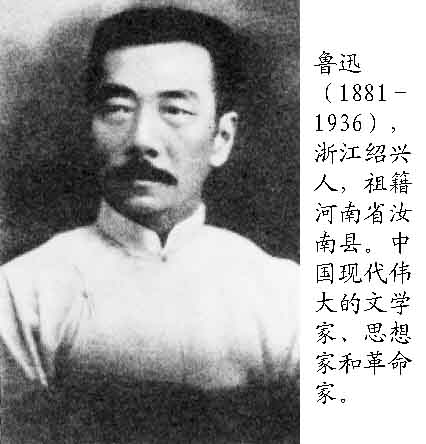 鲁迅
（1881-
1936），
浙江绍兴
人，祖籍
河南省汝
南县。中
国现代伟
大的文学
家、思想
家和革命
家。